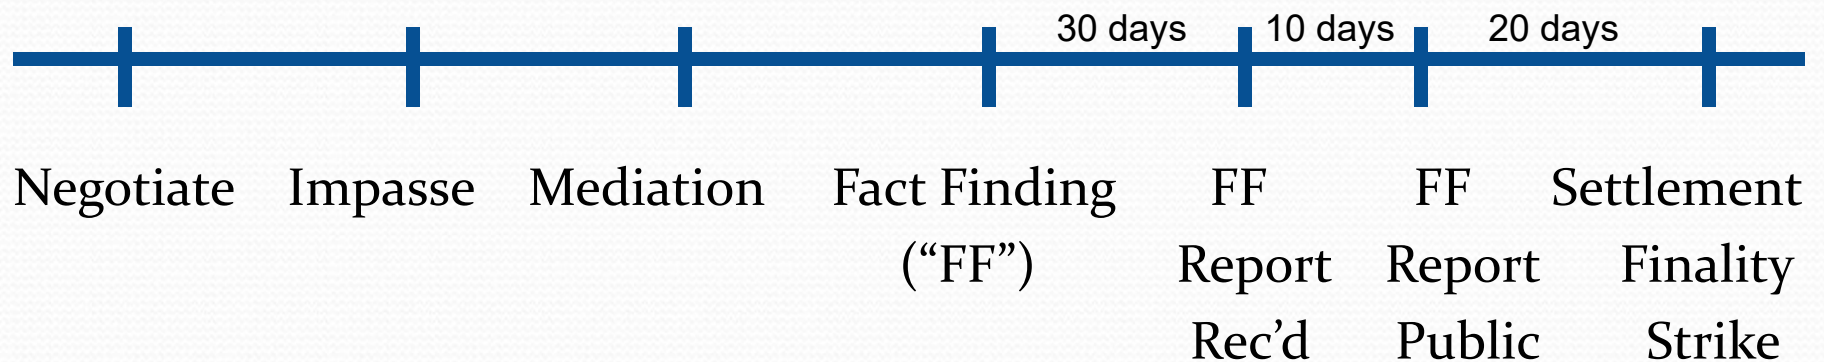 30 days 10 days 20 days
Negotiate Impasse Mediation Fact Finding FF FF Settlement
(“FF”) Report Report Finality
Rec’d Public Strike